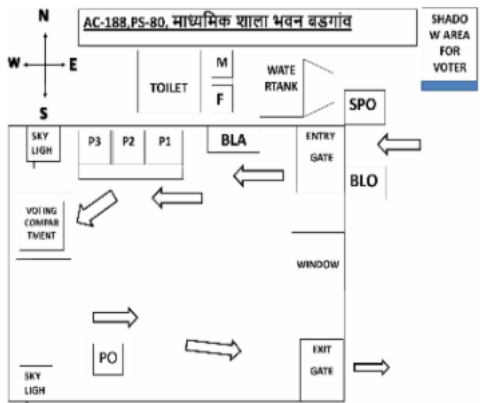 N
W E
S
AC-188,PS-80, माध्यमिक शाला भवन बडगांव
SHADO
W AREA
FOR
VOTER
TOILET
M
F
WATE
RTANK
SPO
SKY
LIGH
P3 P2 P1
BLA
ENTRY
GATE
BLO
VOTING
COMPAR
TMENT
WINDOW
PO
SKY
LIGH
EXIT
GATE